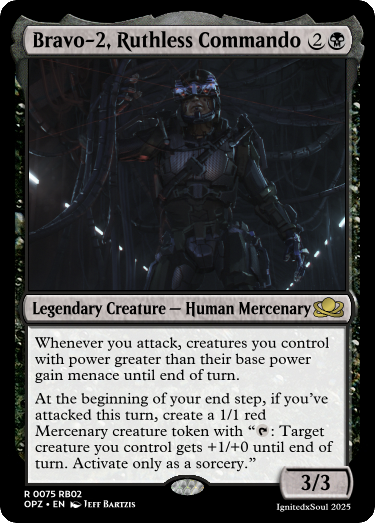 Bravo-2, Ruthless Commando 2
Legendary Creature — Human Mercenary
Whenever you attack, creatures you control
with power greater than their base power
gain menace until end of turn.
At the beginning of your end step, if you've
attacked this turn, create a 1/1 red
Mercenary creature token with “: Target
creature you control gets +1/+0 until end of
turn. Activate only as a sorcery.”
3/3
R 0075 RB02
OPZ • EN Jeff Bartzis
IgnitedxSoul 2025